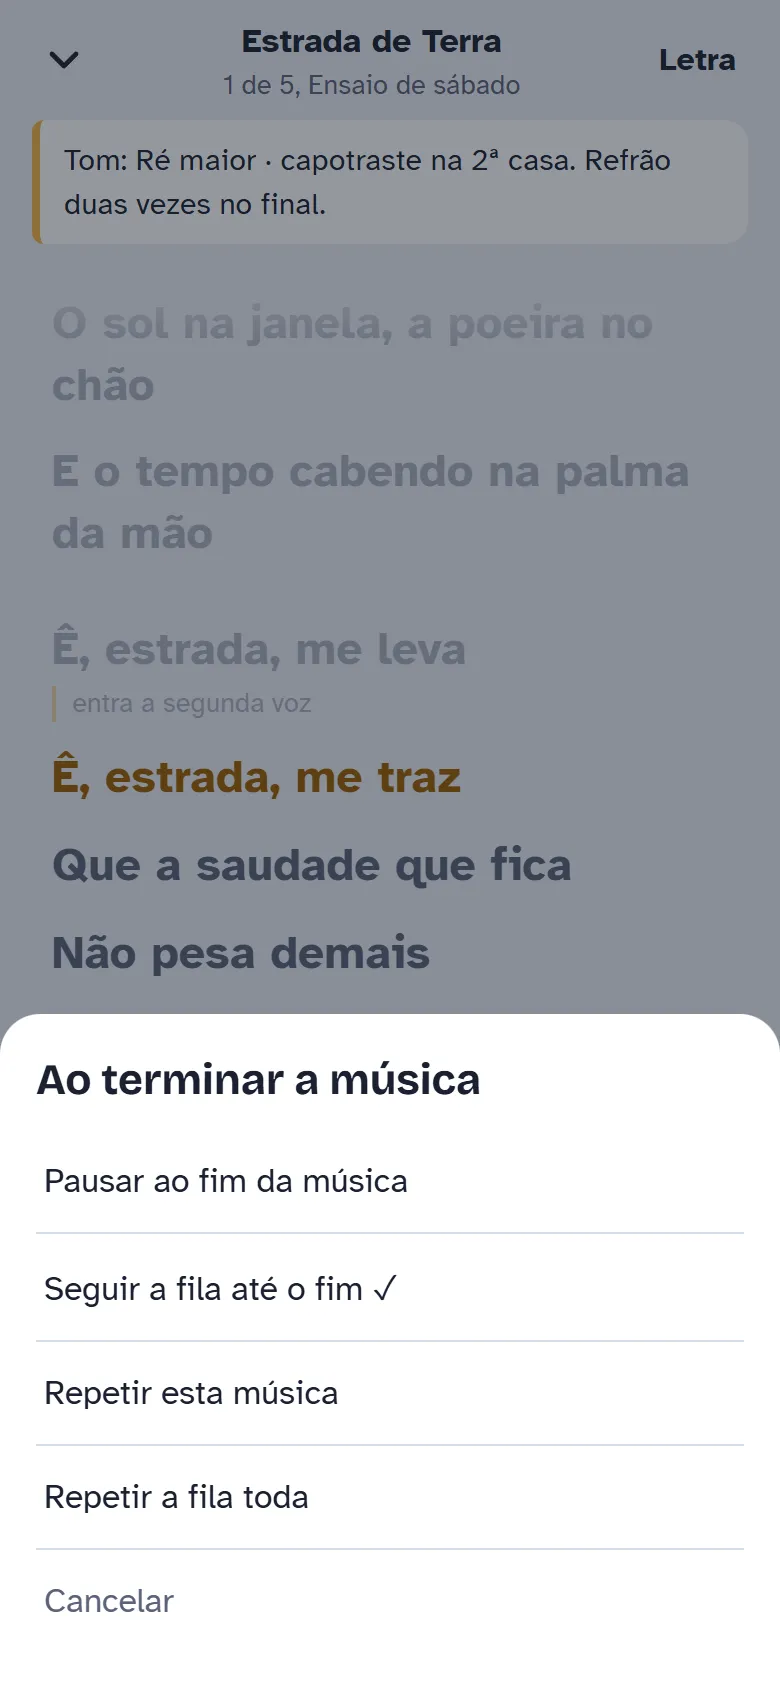 Estrada de Terra
1 de 5, Ensaio de sábado
Letra
Tom: Ré maior · capotraste na 2ª casa. Refrão
duas vezes no final.
O sol na janela, a poeira no
chão
E o tempo cabendo na palma
da mão
Ê, estrada, me leva
entra a segunda voz
Ê, estrada, me traz
Que a saudade que fica
Não pesa demais
Ao terminar a música
Pausar ao fim da música
Seguir a fila até o fim ✓
Repetir esta música
Repetir a fila toda
Cancelar